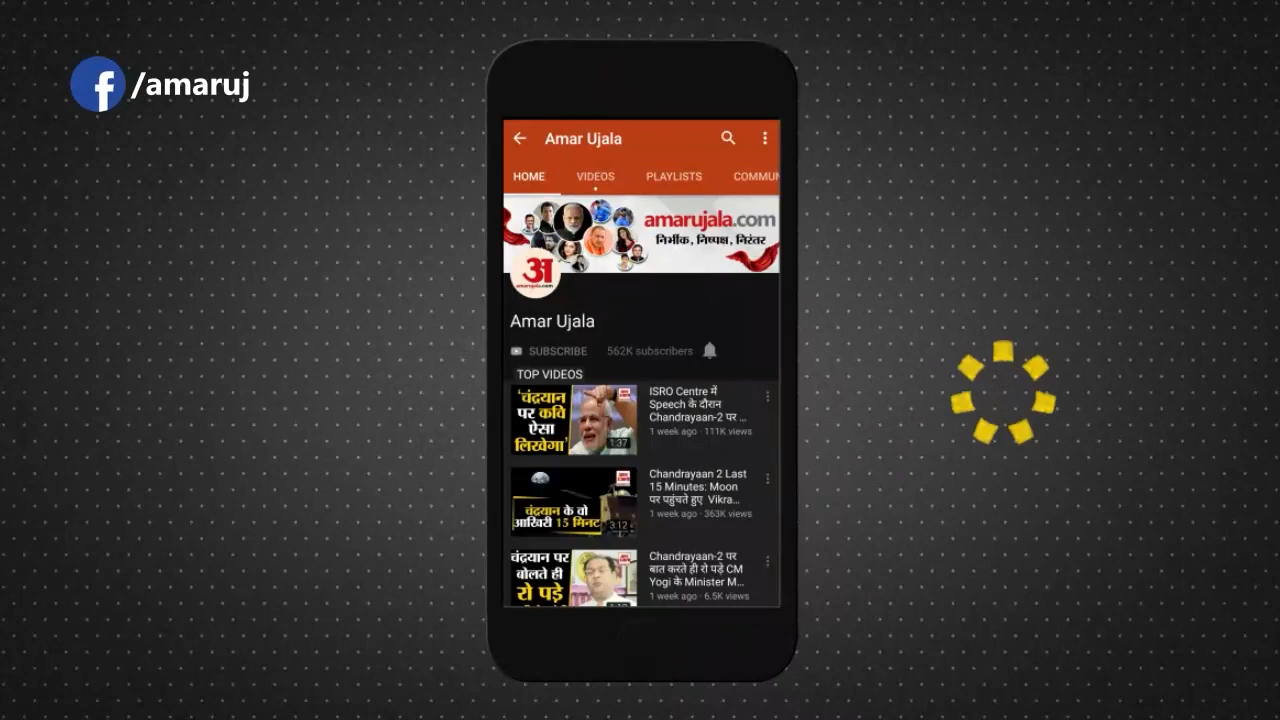 /amaruj
Amar Ujala
HOME VIDEOS PLAYLISTS COMMUN
amarujala.com
निर्भीक, निष्पक्ष, निरंतर
अ
amarujala.com
Amar Ujala
SUBSCRIBE 562K subscribers
TOP VIDEOS
'चंद्रयान
पर कवि
ऐसा
लिखेगा'
1:37
ISRO Centre में
Speech के दौरान
Chandrayaan-2 पर ...
1 week ago · 111K views
चंद्रयान के वो
आखिरी 15 मिनट
3:12
Chandrayaan 2 Last
15 Minutes: Moon
पर पहुंचते हुए Vikra...
1 week ago · 363K views
चंद्रयान पर
बोलते ही
रो पड़े
Chandrayaan-2 पर
बात करते ही रो पड़े CM
Yogi के Minister M...
1 week ago · 6.5K views